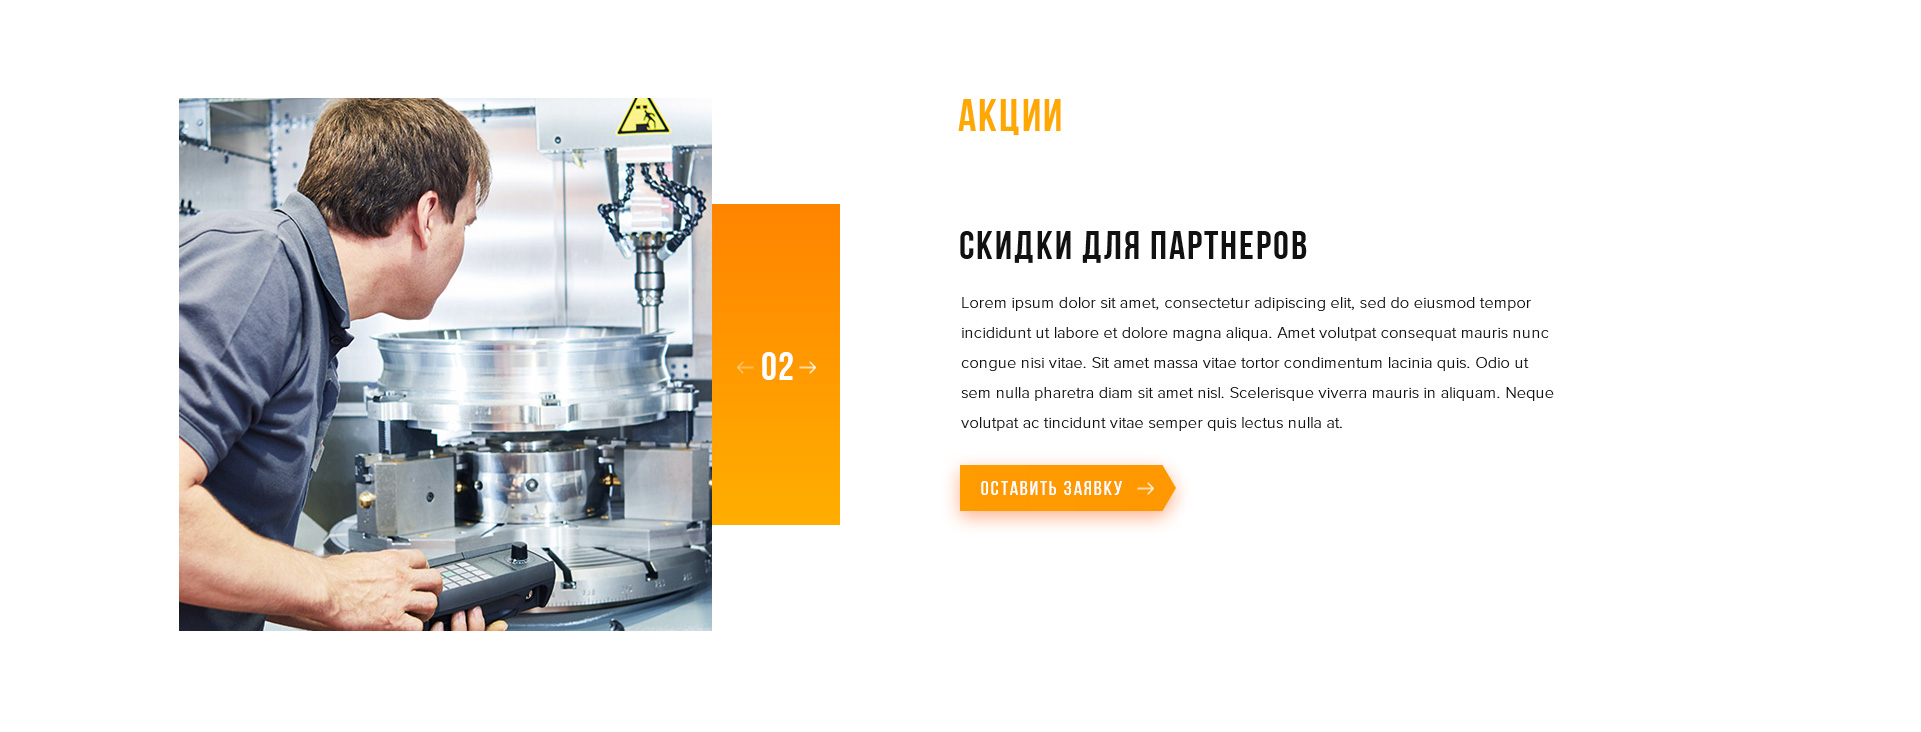 АКЦИИ
02
СКИДКИ ДЛЯ ПАРТНЕРОВ
Lorem ipsum dolor sit amet, consectetur adipiscing elit, sed do eiusmod tempor
incididunt ut labore et dolore magna aliqua. Amet volutpat consequat mauris nunc
congue nisi vitae. Sit amet massa vitae tortor condimentum lacinia quis. Odio ut
sem nulla pharetra diam sit amet nisl. Scelerisque viverra mauris in aliquam. Neque
volutpat ac tincidunt vitae semper quis lectus nulla at.
ОСТАВИТЬ ЗАЯВКУ